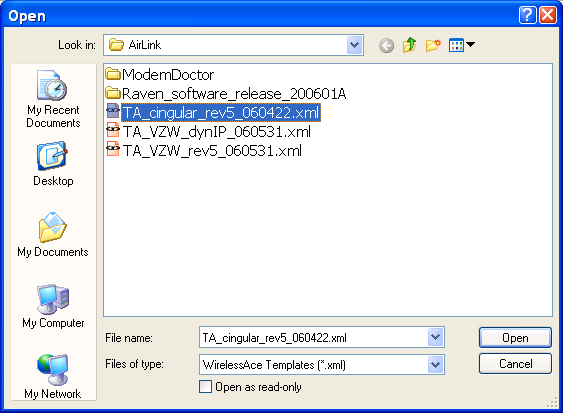 Open
Look in: AirLink
My Recent
Documents
Desktop
My Documents
My Computer
My Network
ModemDoctor
Raven_software_release_200601A
TA_cingular_rev5_060422.xml
TA_VZW_dynIP_060531.xml
TA_VZW_rev5_060531.xml
File name: TA_cingular_rev5_060422.xml Open
Files of type: WirelessAce Templates (*.xml) Cancel
Open as read-only